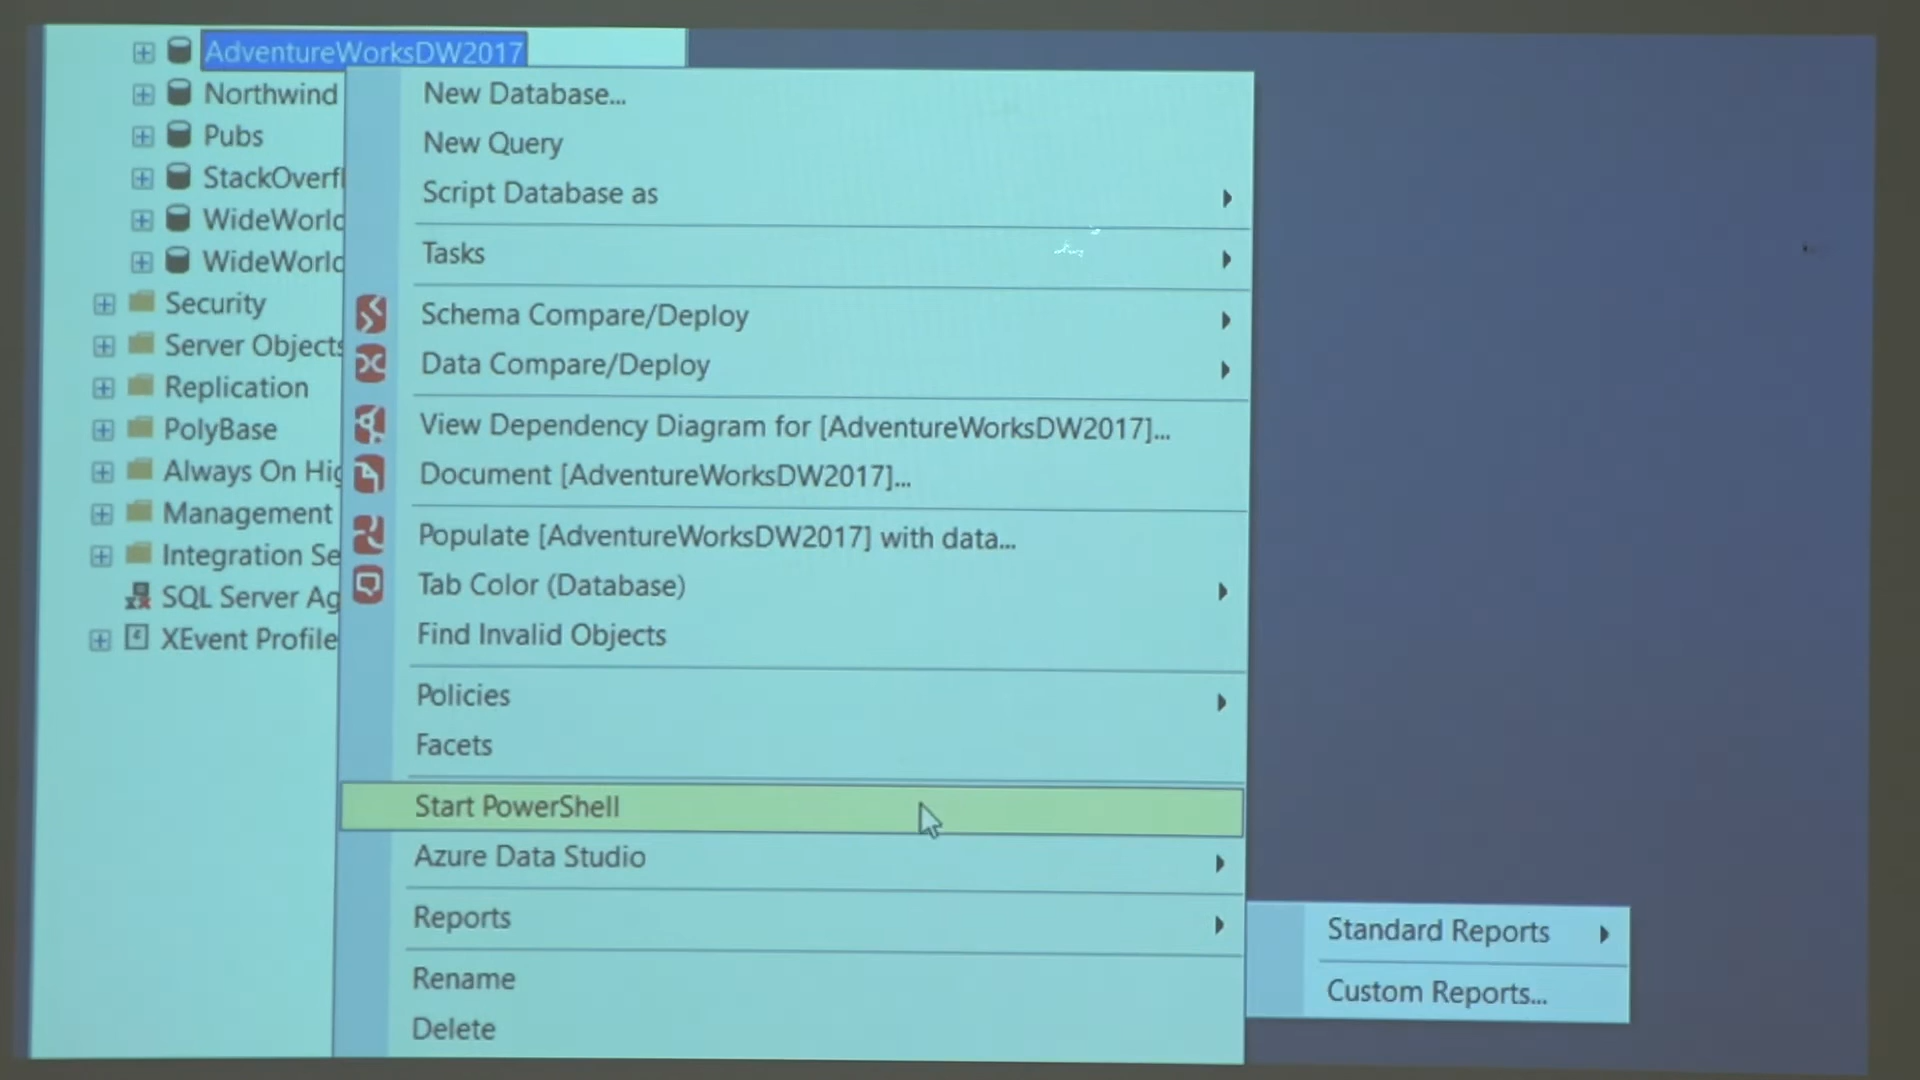 AdventureWorksDW2017
Northwind
Pubs
StackOverfl
WideWorld
WideWorld
Security
Server Objects
Replication
PolyBase
Always On Hig
Management
Integration Se
SQL Server Ag
XEvent Profile
New Database...
New Query
Script Database as
Tasks
Schema Compare/Deploy
Data Compare/Deploy
View Dependency Diagram for [AdventureWorksDW2017]...
Document [AdventureWorksDW2017]...
Populate [AdventureWorksDW2017] with data...
Tab Color (Database)
Find Invalid Objects
Policies
Facets
Start PowerShell
Azure Data Studio
Reports
Rename
Delete
Standard Reports
Custom Reports...